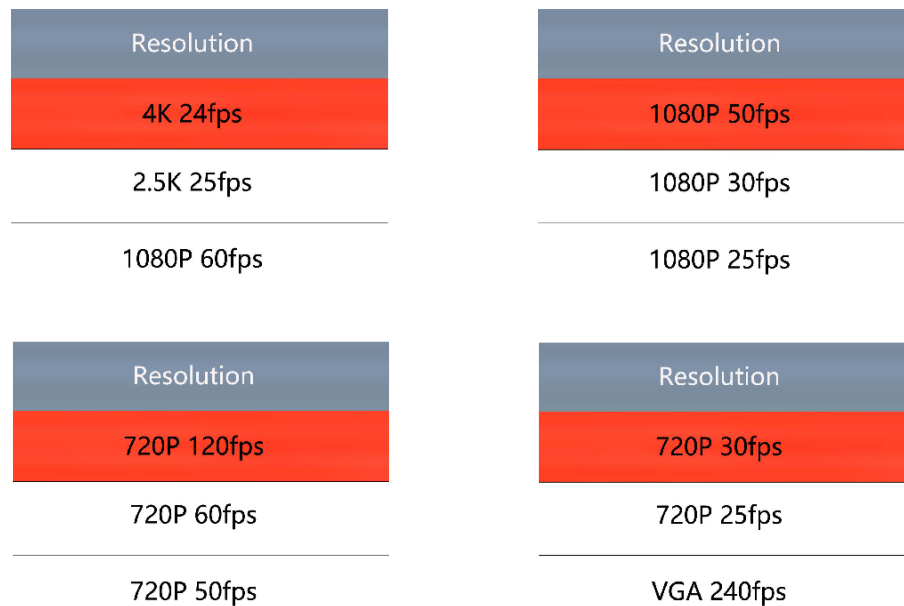 Resolution
4K 24fps
2.5K 25fps
1080P 60fps
Resolution
1080P 50fps
1080P 30fps
1080P 25fps
Resolution
720P 120fps
720P 60fps
720P 50fps
Resolution
720P 30fps
720P 25fps
VGA 240fps